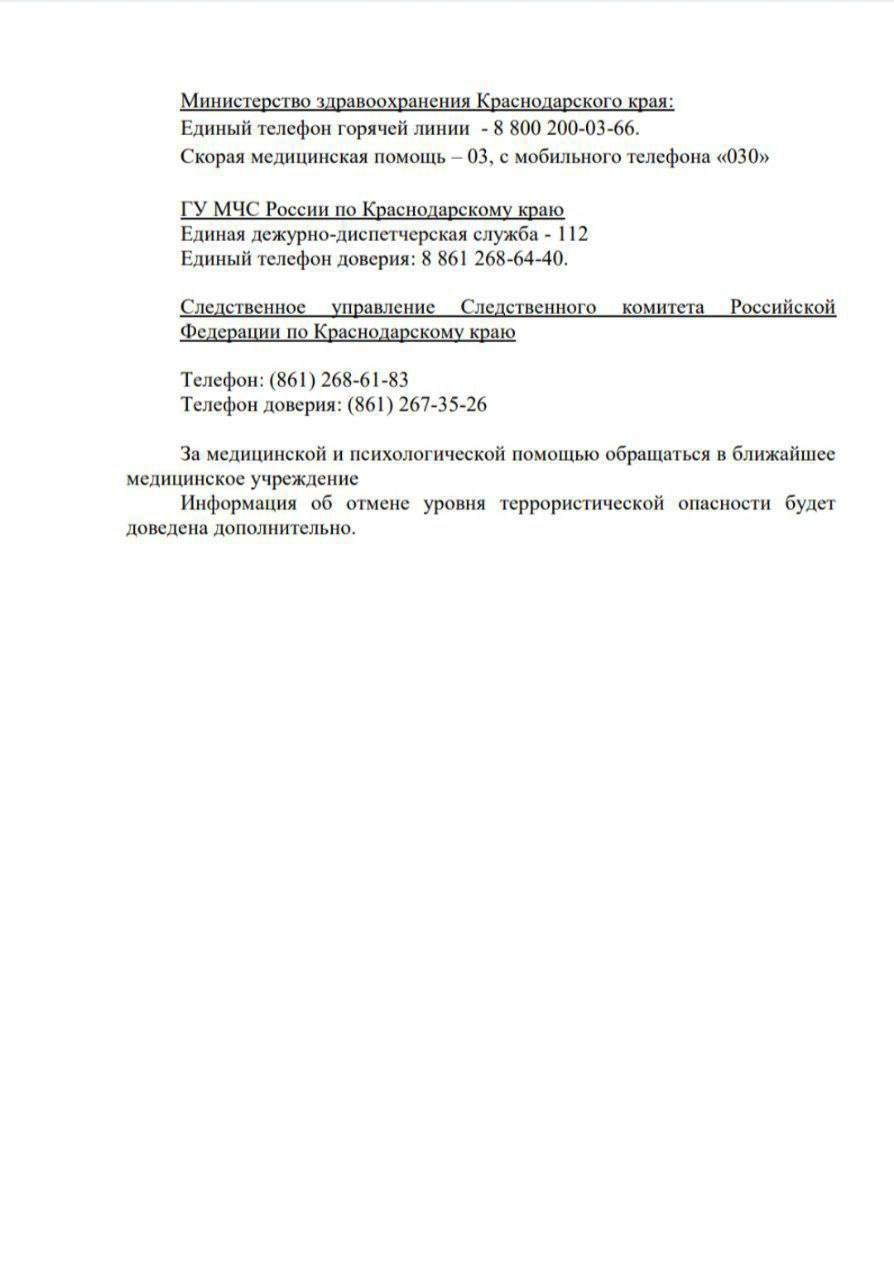 Министерство здравоохранения Краснодарского края:
Единый телефон горячей линии - 8 800 200-03-66.
Скорая медицинская помощь – 03, с мобильного телефона «030»
ГУ МЧС России по Краснодарскому краю
Единая дежурно-диспетчерская служба - 112
Единый телефон доверия: 8 861 268-64-40.
Следственное управление Следственного комитета Российской
Федерации по Краснодарскому краю
Телефон: (861) 268-61-83
Телефон доверия: (861) 267-35-26
За медицинской и психологической помощью обращаться в ближайшее
медицинское учреждение
Информация об отмене уровня террористической опасности будет
доведена дополнительно.